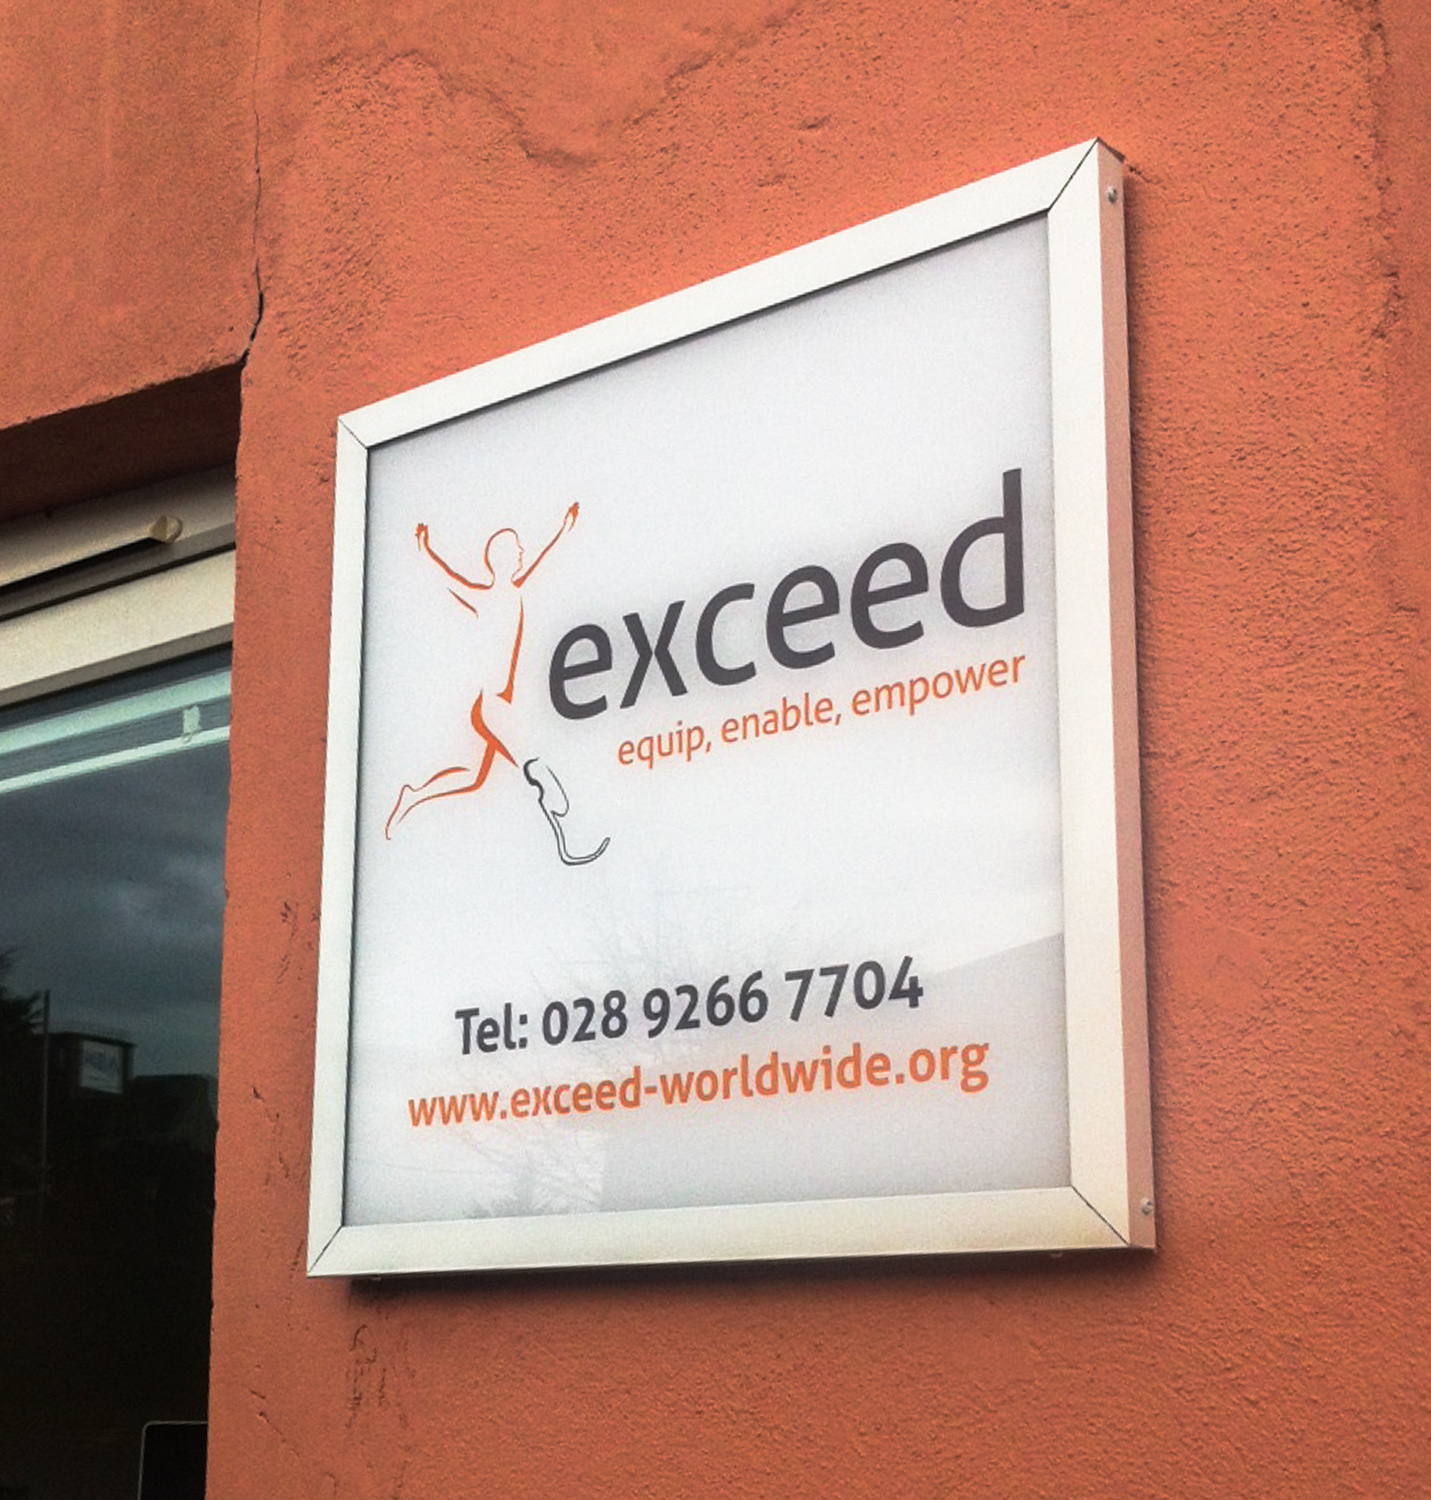 exceed
equip, enable, empower
Tel: 028 9266 7704
www.exceed-worldwide.org